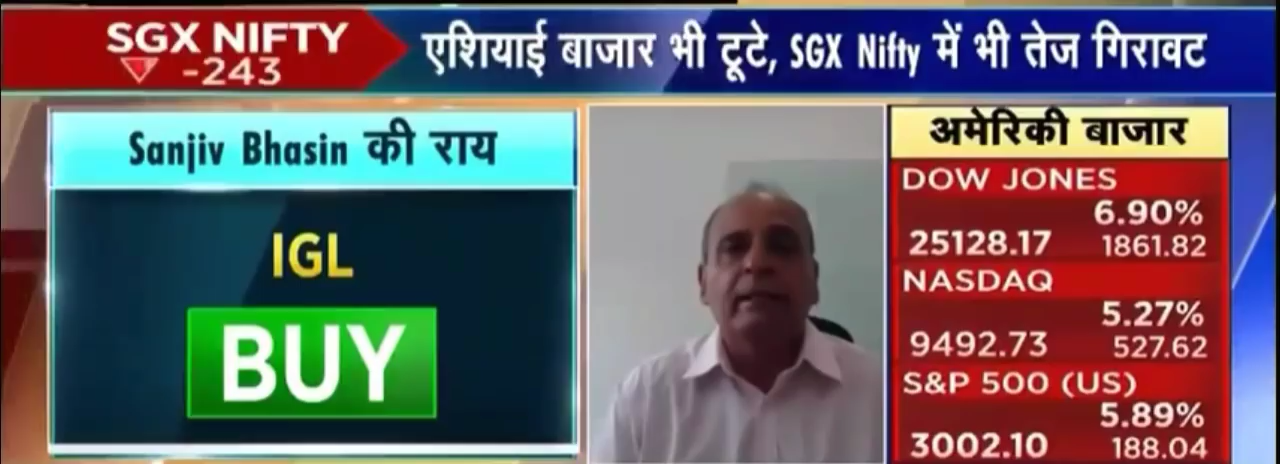 SGX NIFTY
-243
एशियाई बाजार भी टूटे, SGX Nifty में भी तेज गिरावट
Sanjiv Bhasin की राय
IGL
BUY
अमेरिकी बाजार
DOW JONES
6.90%
25128.17 1861.82
NASDAQ
5.27%
9492.73 527.62
S&P 500 (US)
5.89%
3002.10 188.04